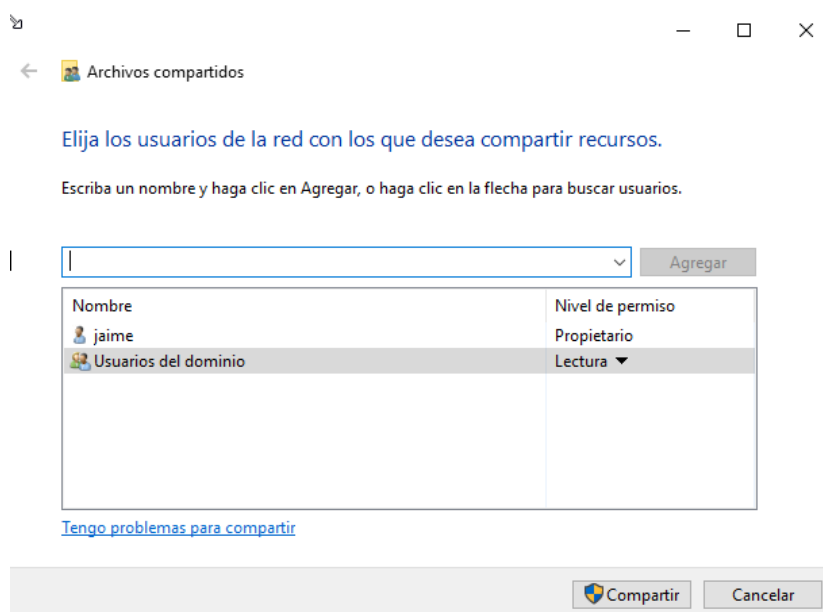 Archivos compartidos
Elija los usuarios de la red con los que desea compartir recursos.
Escriba un nombre y haga clic en Agregar, o haga clic en la flecha para buscar usuarios.
Agregar
Nombre Nivel de permiso
jaime Propietario
Usuarios del dominio Lectura
Tengo problemas para compartir
Compartir Cancelar